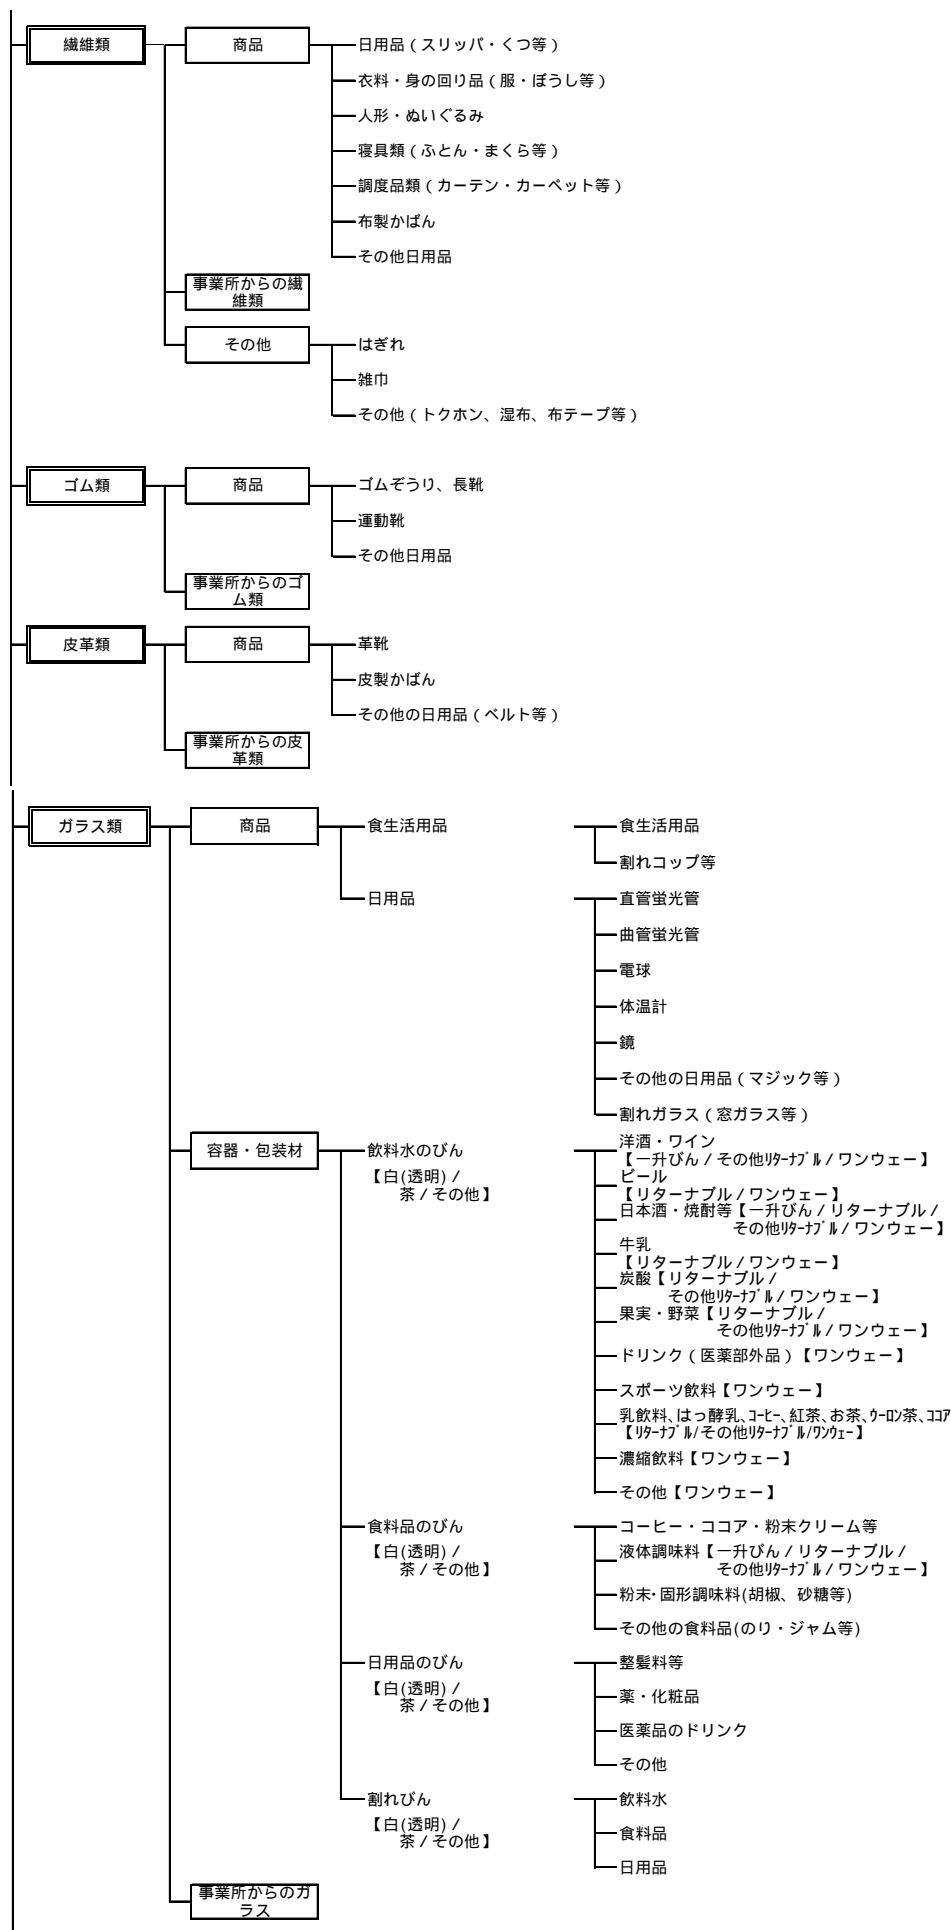 繊維類
商品
日用品（スリッパ・くつ等）
衣料・身の回り品（服・ぼうし等）
人形・ぬいぐるみ
寝具類（ふとん・まくら等）
調度品類（カーテン・カーペット等）
布製かばん
その他日用品
事業所からの繊
維類
その他
はぎれ
雑巾
その他（トクホン、湿布、布テープ等）
ゴム類
商品
ゴムぞうり、長靴
運動靴
その他日用品
事業所からのゴ
ム類
皮革類
商品
革靴
皮製かばん
その他の日用品（ベルト等）
事業所からの皮
革類
ガラス類
商品
食生活用品
食生活用品
割れコップ等
日用品
直管蛍光管
曲管蛍光管
電球
体温計
鏡
その他の日用品（マジック等）
割れガラス（窓ガラス等）
容器・包装材
飲料水のびん
【白(透明) /
茶 / その他】
洋酒・ワイン
【一升びん / その他ﾘﾀｰﾅﾌﾞﾙ / ワンウェー】
ビール
【リターナブル / ワンウェー】
日本酒・焼酎等【一升びん / リターナブル /
その他ﾘﾀｰﾅﾌﾞﾙ / ワンウェー】
牛乳
【リターナブル / ワンウェー】
炭酸【リターナブル /
その他ﾘﾀｰﾅﾌﾞﾙ / ワンウェー】
果実・野菜【リターナブル /
その他ﾘﾀｰﾅﾌﾞﾙ / ワンウェー】
ドリンク（医薬部外品）【ワンウェー】
スポーツ飲料【ワンウェー】
乳飲料、はっ酵乳、ｺｰﾋｰ、紅茶、お茶、ｳｰﾛﾝ茶、ｺｺｱ
【ﾘﾀｰﾅﾌﾞﾙ/その他ﾘﾀｰﾅﾌﾞﾙ/ﾜﾝｳｪｰ】
濃縮飲料【ワンウェー】
その他【ワンウェー】
食料品のびん
【白(透明) /
茶 / その他】
コーヒー・ココア・粉末クリーム等
液体調味料【一升びん / リターナブル /
その他ﾘﾀｰﾅﾌﾞﾙ / ワンウェー】
粉末･固形調味料(胡椒、砂糖等)
その他の食料品(のり・ジャム等)
日用品のびん
【白(透明) /
茶 / その他】
整髪料等
薬・化粧品
医薬品のドリンク
その他
割れびん
【白(透明) /
茶 / その他】
飲料水
食料品
日用品
事業所からのガ
ラス